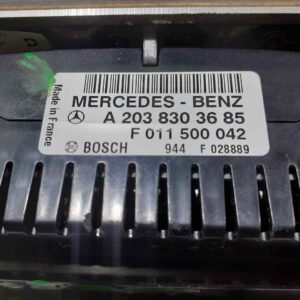 Made in
France
MERCEDES - BENZ
A 203 830 36 85
F 011 500 042
BOSCH 944 F 028889